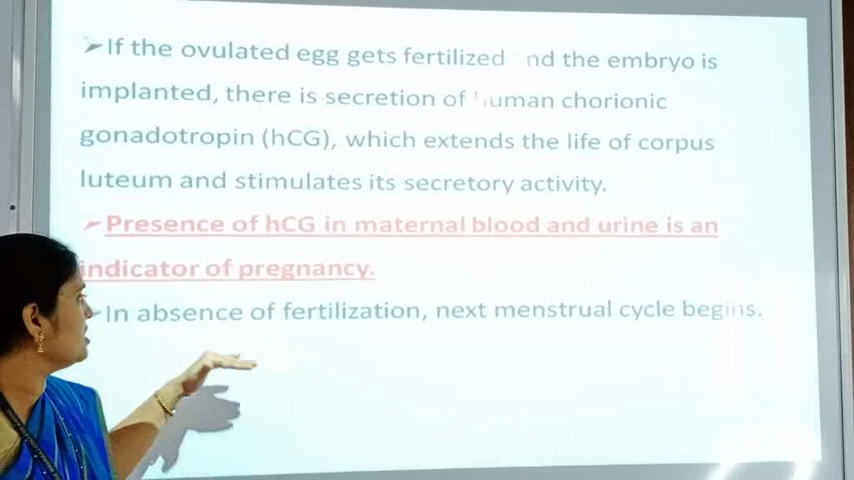 ➢If the ovulated egg gets fertilized and the embryo is
implanted, there is secretion of human chorionic
gonadotropin (hCG), which extends the life of corpus
luteum and stimulates its secretory activity.
➢Presence of hCG in maternal blood and urine is an
indicator of pregnancy.
➢In absence of fertilization, next menstrual cycle begins.